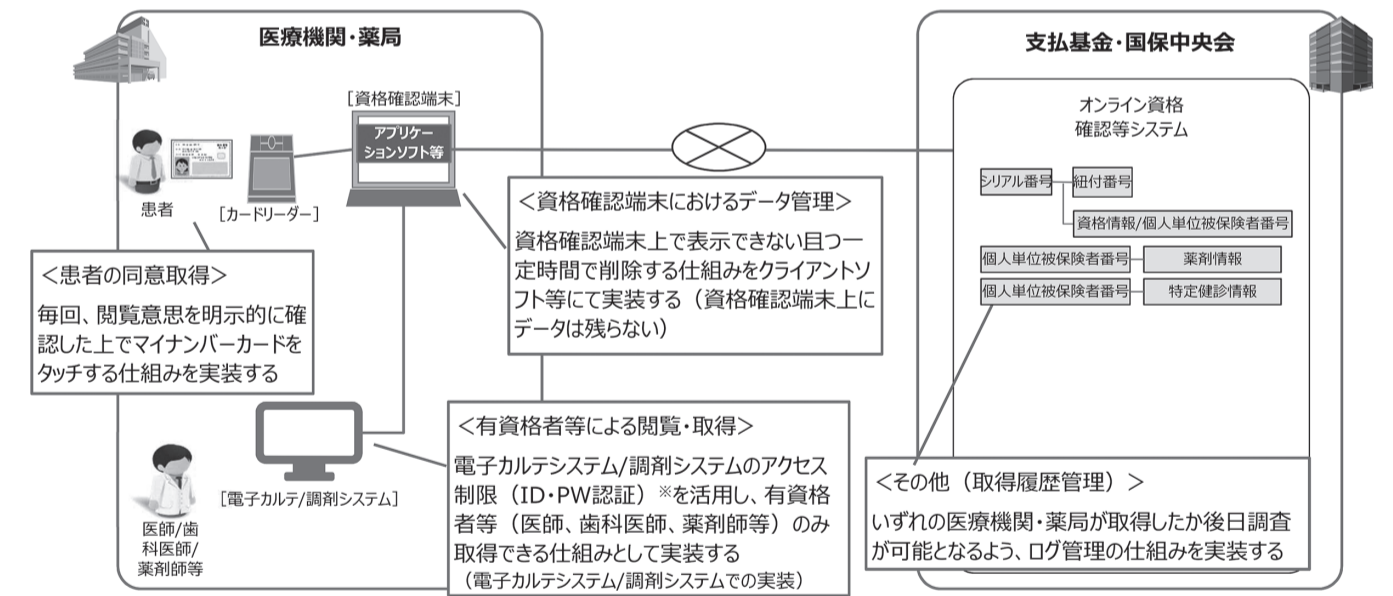 医療機関・薬局
[資格確認端末]
アプリケー
ションソフト等
患者
[カードリーダー]
<患者の同意取得>
毎回、閲覧意思を明示的に確
認した上でマイナンバーカードを
タッチする仕組みを実装する
<資格確認端末におけるデータ管理>
資格確認端末上で表示できない且つ一
定時間で削除する仕組みをクライアントソ
フト等にて実装する(資格確認端末上に
データは残らない)
[電子カルテ/調剤システム]
医師/歯
科医師/
薬剤師等
<有資格者等による閲覧・取得>
電子カルテシステム/調剤システムのアクセス
制限(ID・PW認証)※を活用し、有資格
者等(医師、歯科医師、薬剤師等)のみ
取得できる仕組みとして実装する
(電子カルテシステム/調剤システムでの実装)
支払基金・国保中央会
オンライン資格
確認等システム
シリアル番号 紐付番号
資格情報/個人単位被保険者番号
個人単位被保険者番号 薬剤情報
個人単位被保険者番号 特定健診情報
<その他(取得履歴管理)>
いずれの医療機関・薬局が取得したか後日調査
が可能となるよう、ログ管理の仕組みを実装する